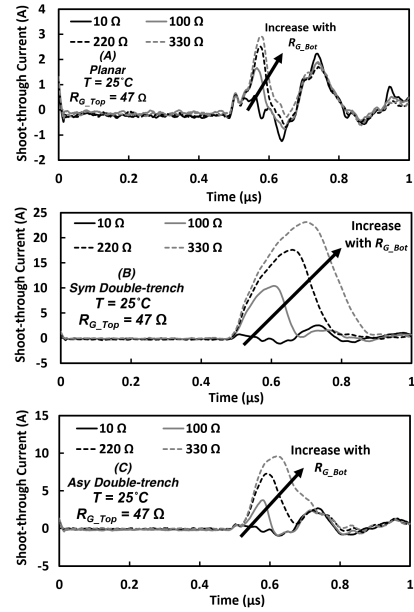 Shoot-through Current (A)
4
3
2
1
0
-1
2
10 Ω
100 Ω
220 Ω
330 Ω
(A)
Planar
T = 25˚C
R_G_Top = 47 Ω
Increase with
R_G_Bot
0
0.2
0.4
0.6
0.8
1
Time (µs)
Shoot-through Current (A)
25
20
15
10
5
0
-5
10 Ω
100 Ω
220 Ω
330 Ω
(B)
Sym Double-trench
T = 25˚C
R_G_Top = 47 Ω
Increase
with R_G_Bot
0
0.2
0.4
0.6
0.8
1
Time (µs)
Shoot-through Current (A)
15
10
5
0
-5
10 Ω
100 Ω
220 Ω
330 Ω
(C)
Asy Double-trench
T = 25˚C
R_G_Top = 47 Ω
Increase with
R_G_Bot
0
0.2
0.4
0.6
0.8
1
Time (µs)